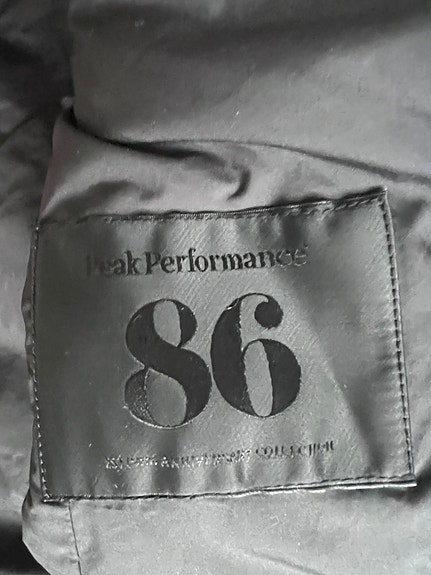 Peak Performance
86
ANNIVERSARY COLLECTION